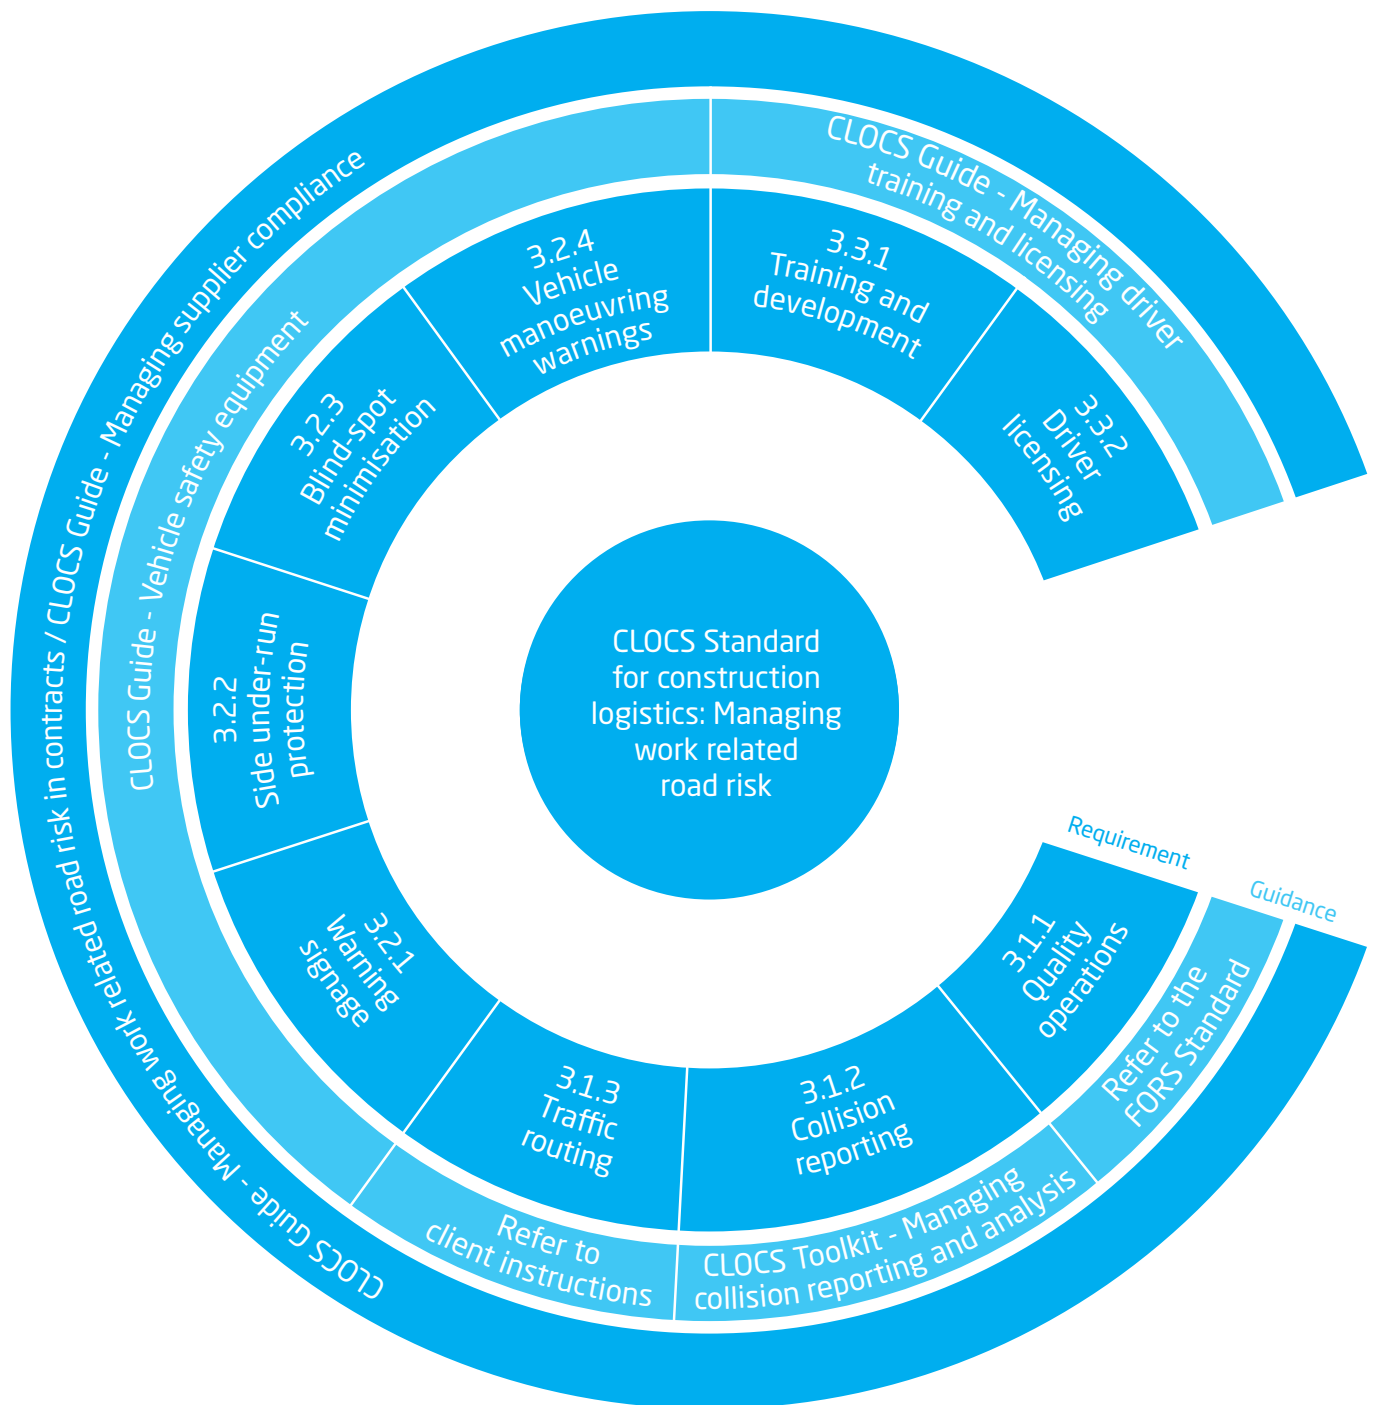 CLOCS Standard
for construction
logistics: Managing
work related
road risk
Requirement
Guidance
3.1.1
Quality
operations
3.1.2
Collision
reporting
3.1.3
Traffic
routing
3.2.1
Warning
signage
3.2.2
Side under-run
protection
3.2.3
Blind-spot
minimisation
3.2.4
Vehicle
manoeuvring
warnings
3.3.1
Training and
development
3.3.2
Driver
licensing
Refer to the
FORS Standard
CLOCS Toolkit - Managing
collision reporting and analysis
Refer to
client instructions
CLOCS Guide - Vehicle safety equipment
CLOCS Guide - Managing driver
training and licensing
CLOCS Guide - Managing work related road risk in contracts / CLOCS Guide - Managing supplier compliance